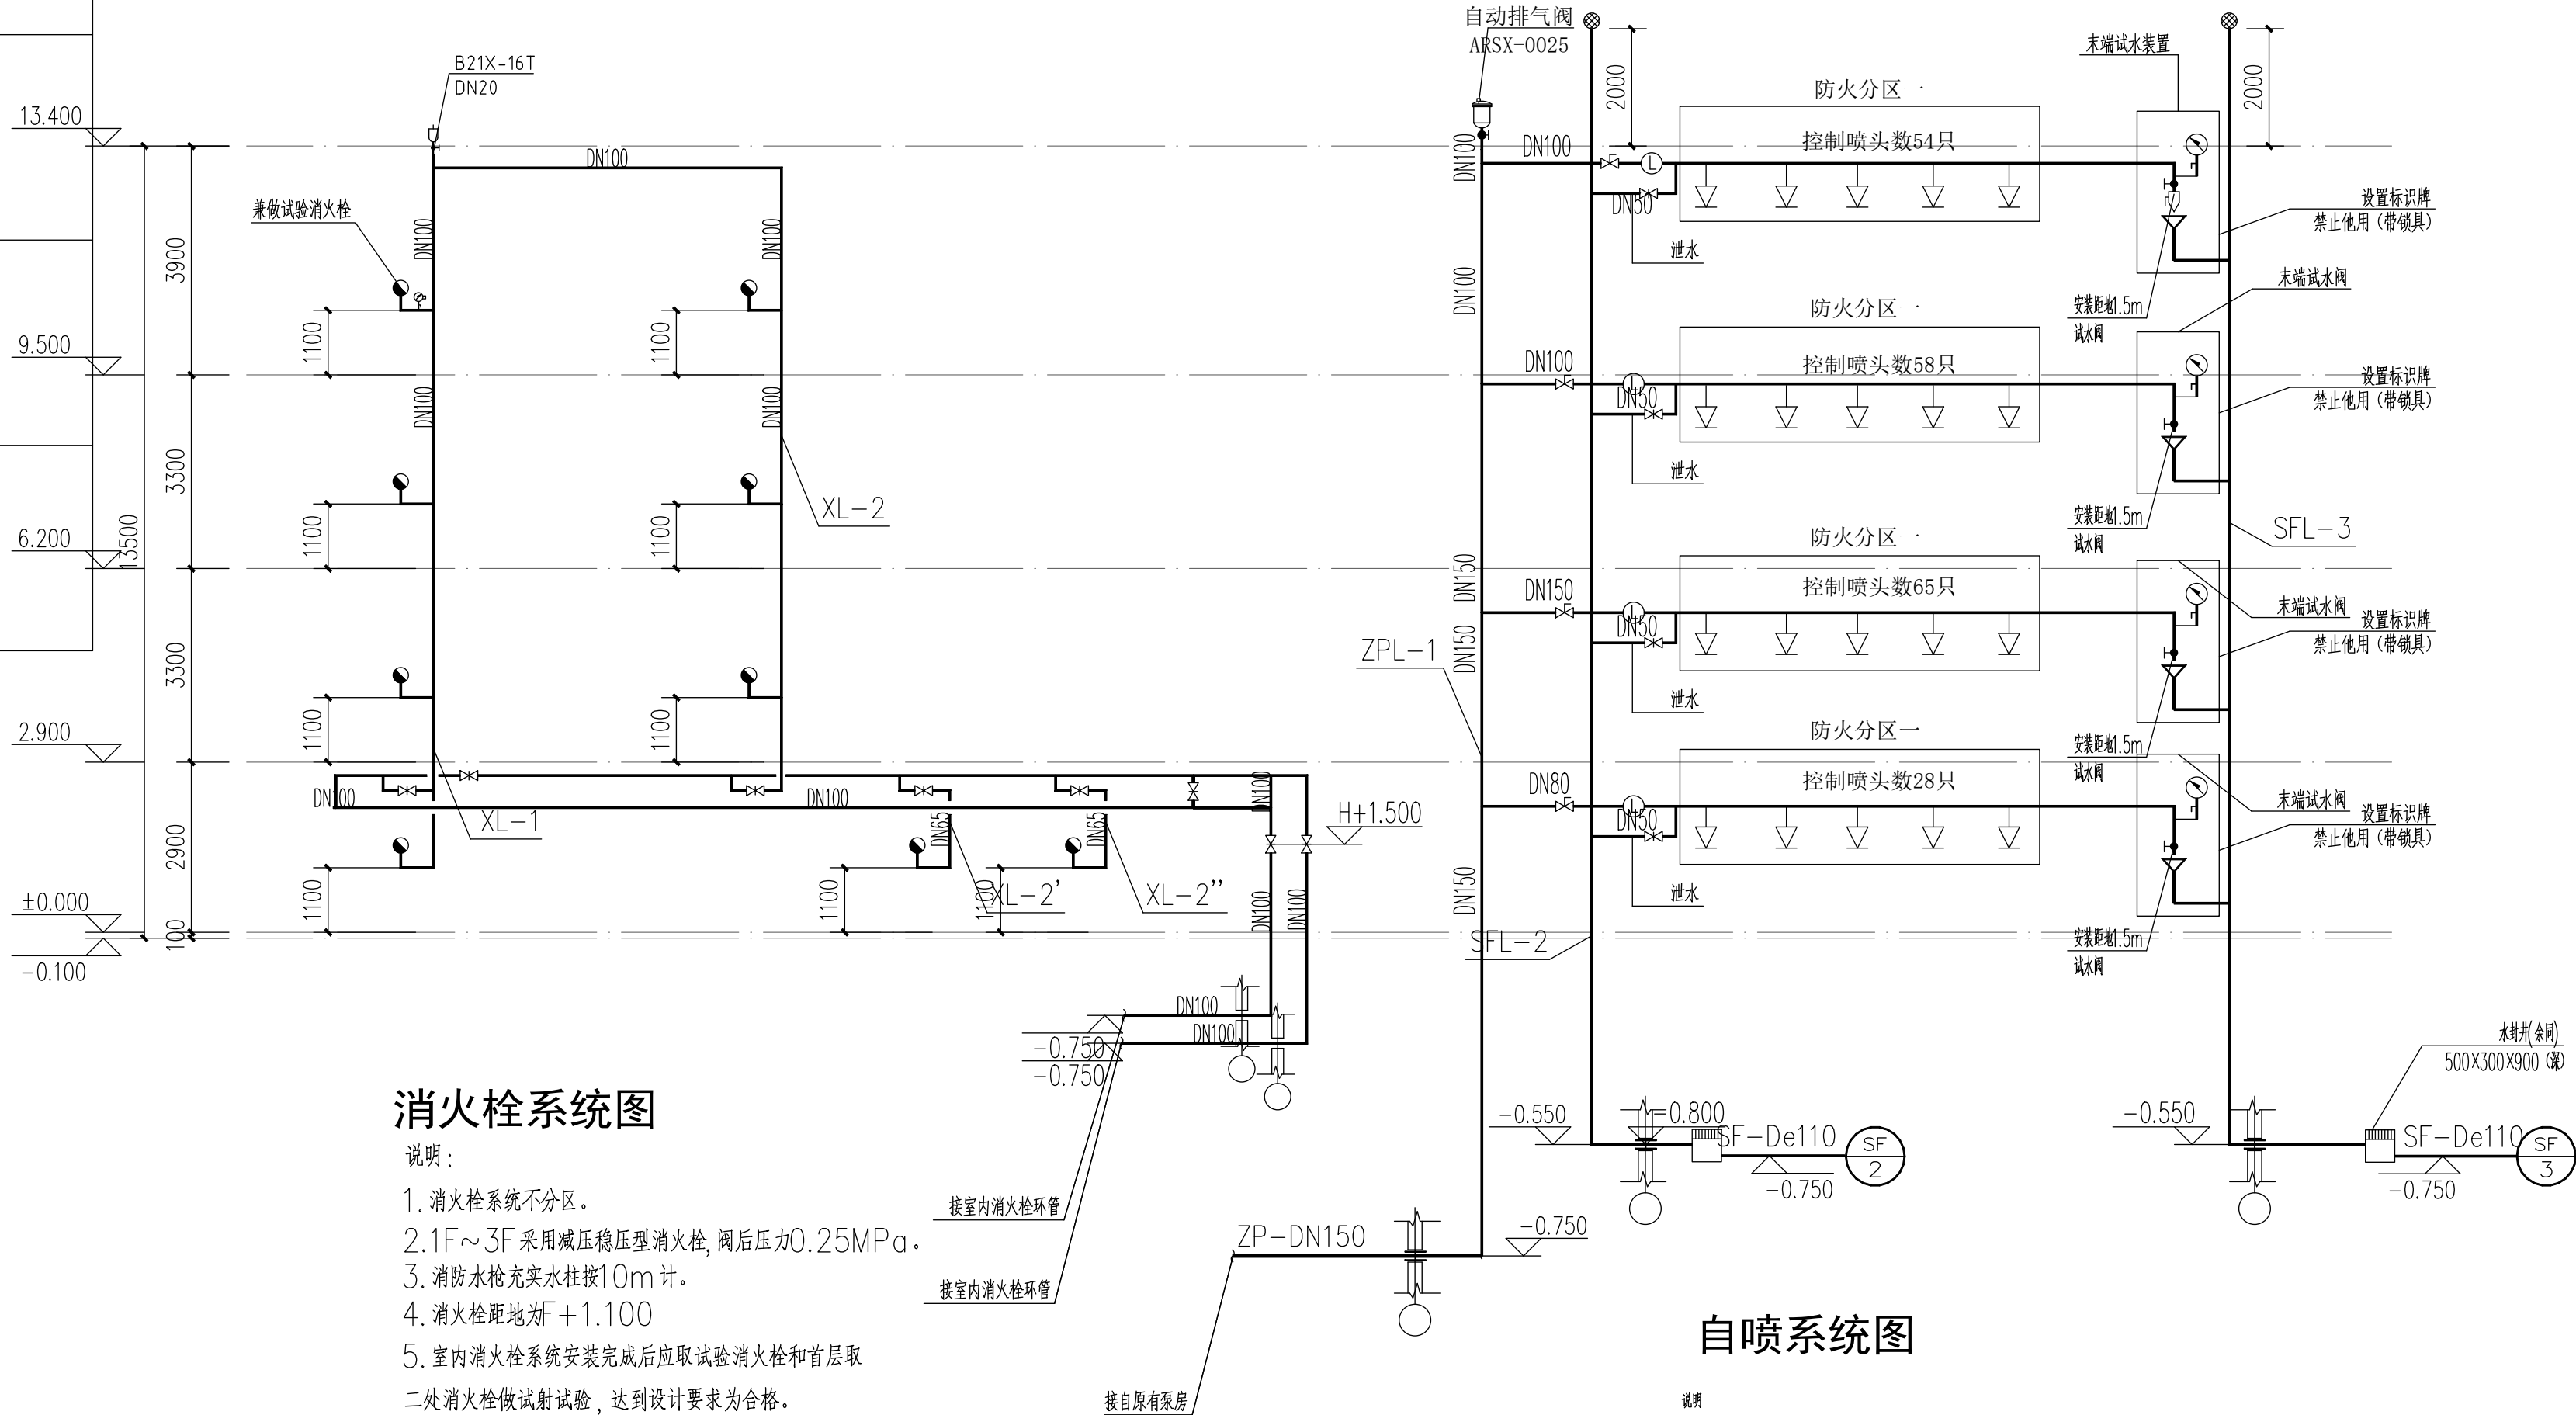 自动排气阀
ARSX-0025
B21X-16T
DN20
末端试水装置
2000
2000
防火分区一
13.400
控制喷头数54只
DN100
DN100
DN100
DN100
DN50
兼做试验消火栓
设置标识牌
禁止他用（带锁具）
泄水
DN100
DN100
3900
DN100
末端试水阀
安装距地1.5m
试水阀
防火分区一
1100
1100
9.500
DN100
控制喷头数58只
DN50
设置标识牌
禁止他用（带锁具）
DN100
DN100
泄水
3300
XL-2
安装距地1.5m
试水阀
SFL-3
13500
1100
1100
6.200
防火分区一
DN150
DN150
控制喷头数65只
DN50
末端试水阀
设置标识牌
禁止他用（带锁具）
ZPL-1
DN150
泄水
3300
1100
1100
2.900
防火分区一
安装距地1.5m
试水阀
DN80
控制喷头数28只
DN50
末端试水阀
设置标识牌
禁止他用（带锁具）
DN100
DN100
DN100
H+1.500
XL-1
DN65
DN65
2900
1100
1100
1100
XL-2'
XL-2''
DN100
DN100
DN150
泄水
±0.000
100
-0.100
SFL-2
安装距地1.5m
试水阀
DN100
DN100
-0.750
-0.750
水封井(余同)
500X300X900（深）
消火栓系统图
-0.550
-0.800
SF-De110
SF
2
-0.750
-0.550
SF-De110
SF
3
-0.750
说明：
1. 消火栓系统不分区。
2.1F~3F采用减压稳压型消火栓,阀后压力0.25MPa。
3. 消防水枪充实水柱按10m计。
4. 消火栓距地为F+1.100
5. 室内消火栓系统安装完成后应取试验消火栓和首层取
二处消火栓做试射试验，达到设计要求为合格。
接室内消火栓环管
接室内消火栓环管
ZP-DN150
-0.750
接自原有泵房
自喷系统图
说明